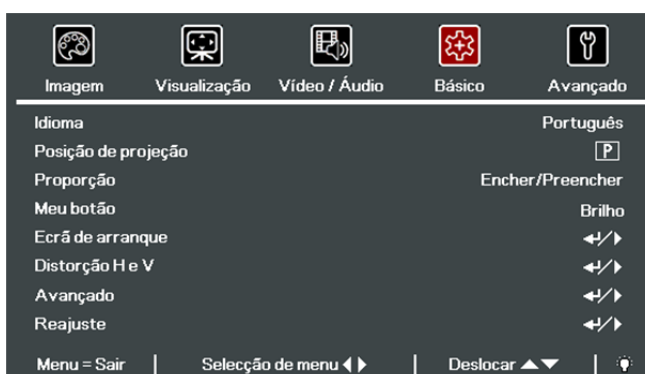 Imagem Visualização Vídeo / Áudio Básico Avançado
Idioma Português
Posição de projeção P
Proporção Encher/Preencher
Meu botão Brilho
Ecrã de arranque
Distorção H e V
Avançado
Reajuste
Menu = Sair Selecção de menu Deslocar